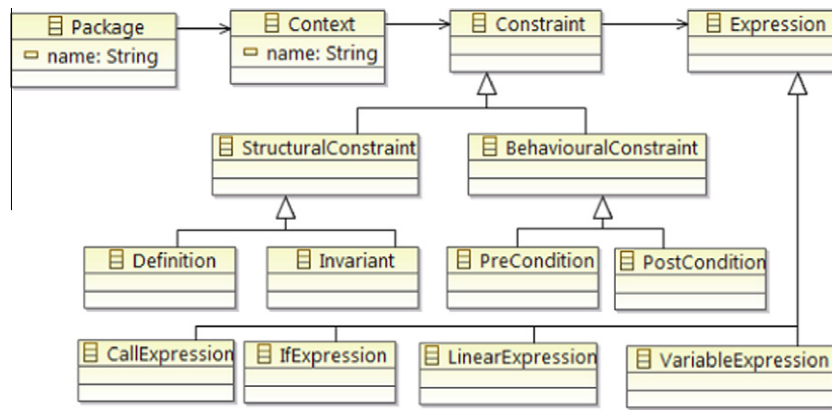 Package
name: String
Context
name: String
Constraint
Expression
StructuralConstraint
BehaviouralConstraint
Definition
Invariant
PreCondition
PostCondition
CallExpression
IfExpression
LinearExpression
VariableExpression